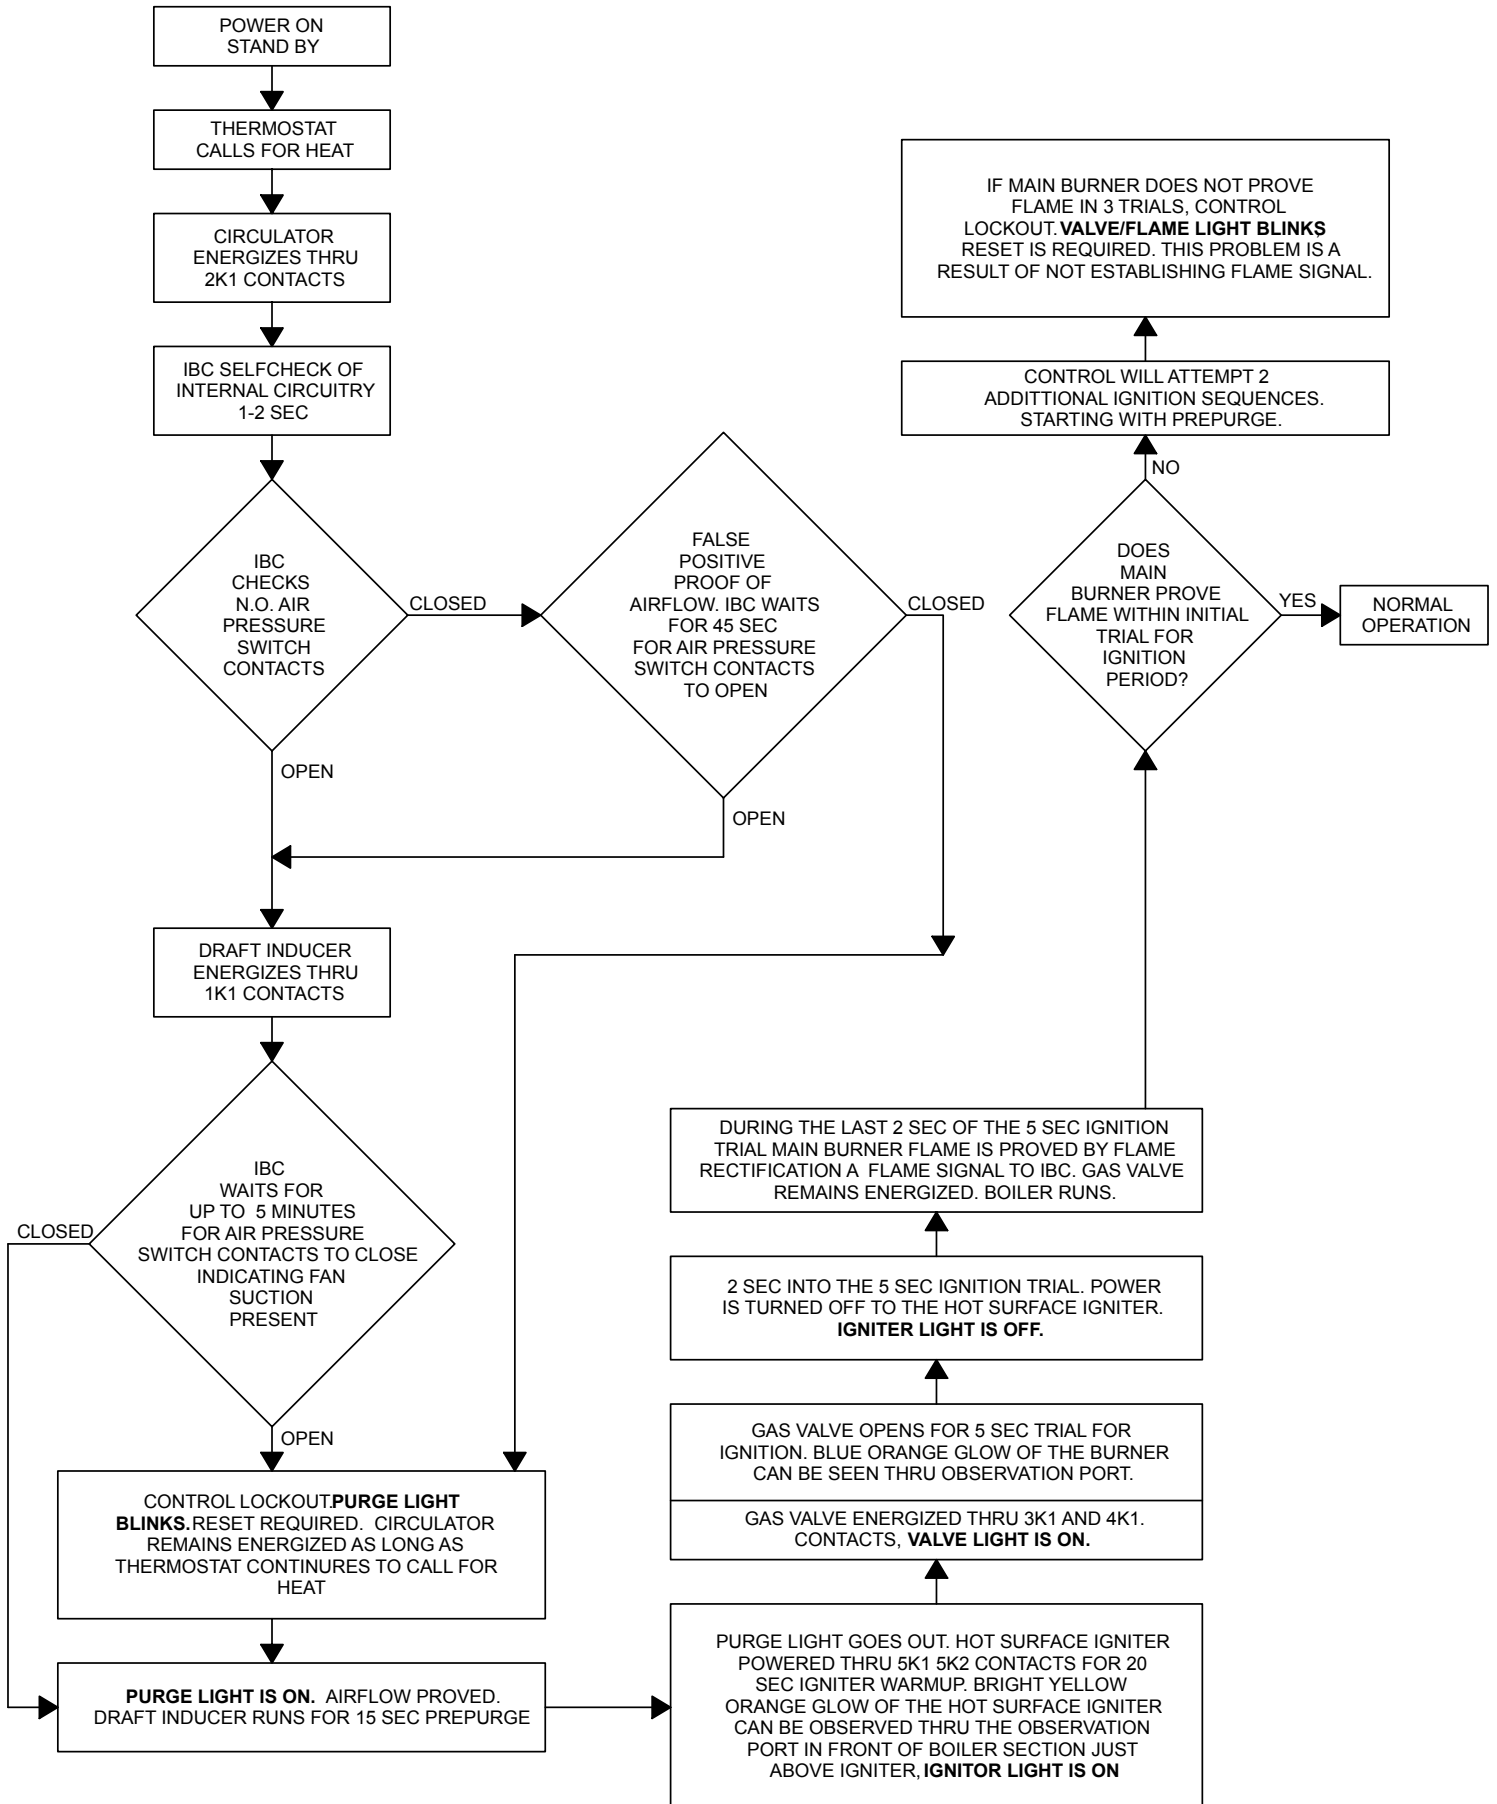 POWER ON
STAND BY
THERMOSTAT
CALLS FOR HEAT
CIRCULATOR
ENERGIZES THRU
2K1 CONTACTS
IBC SELFCHECK OF
INTERNAL CIRCUITRY
1-2 SEC
IBC
CHECKS
N.O. AIR
PRESSURE
SWITCH
CONTACTS
CLOSED
OPEN
FALSE
POSITIVE
PROOF OF
AIRFLOW. IBC WAITS
FOR 45 SEC
FOR AIR PRESSURE
SWITCH CONTACTS
TO OPEN
CLOSED
OPEN
DRAFT INDUCER
ENERGIZES THRU
1K1 CONTACTS
IBC
WAITS FOR
UP TO 5 MINUTES
FOR AIR PRESSURE
SWITCH CONTACTS TO CLOSE
INDICATING FAN
SUCTION
PRESENT
CLOSED
OPEN
CONTROL LOCKOUT.PURGE LIGHT
BLINKS.RESET REQUIRED. CIRCULATOR
REMAINS ENERGIZED AS LONG AS
THERMOSTAT CONTINURES TO CALL FOR
HEAT
PURGE LIGHT IS ON. AIRFLOW PROVED.
DRAFT INDUCER RUNS FOR 15 SEC PREPURGE
PURGE LIGHT GOES OUT. HOT SURFACE IGNITER
POWERED THRU 5K1 5K2 CONTACTS FOR 20
SEC IGNITER WARMUP. BRIGHT YELLOW
ORANGE GLOW OF THE HOT SURFACE IGNITER
CAN BE OBSERVED THRU THE OBSERVATION
PORT IN FRONT OF BOILER SECTION JUST
ABOVE IGNITER, IGNITOR LIGHT IS ON
GAS VALVE ENERGIZED THRU 3K1 AND 4K1.
CONTACTS, VALVE LIGHT IS ON.
GAS VALVE OPENS FOR 5 SEC TRIAL FOR
IGNITION. BLUE ORANGE GLOW OF THE BURNER
CAN BE SEEN THRU OBSERVATION PORT.
2 SEC INTO THE 5 SEC IGNITION TRIAL. POWER
IS TURNED OFF TO THE HOT SURFACE IGNITER.
IGNITER LIGHT IS OFF.
DURING THE LAST 2 SEC OF THE 5 SEC IGNITION
TRIAL MAIN BURNER FLAME IS PROVED BY FLAME
RECTIFICATION A FLAME SIGNAL TO IBC. GAS VALVE
REMAINS ENERGIZED. BOILER RUNS.
DOES
MAIN
BURNER PROVE
FLAME WITHIN INITIAL
TRIAL FOR
IGNITION
PERIOD?
YES
NORMAL
OPERATION
NO
CONTROL WILL ATTEMPT 2
ADDITTIONAL IGNITION SEQUENCES.
STARTING WITH PREPURGE.
IF MAIN BURNER DOES NOT PROVE
FLAME IN 3 TRIALS, CONTROL
LOCKOUT. VALVE/FLAME LIGHT BLINKS,
RESET IS REQUIRED. THIS PROBLEM IS A
RESULT OF NOT ESTABLISHING FLAME SIGNAL.